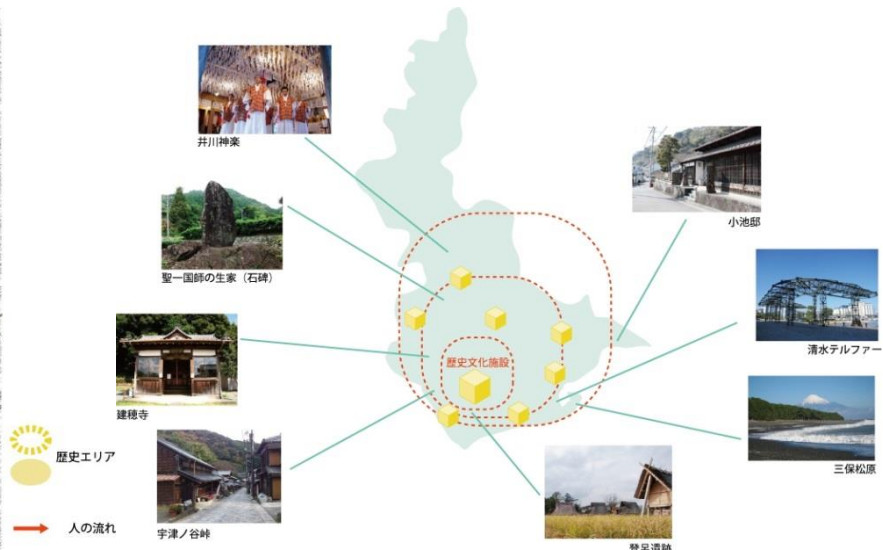 井川神楽
聖一国師の生家（石碑）
建穂寺
宇津ノ谷峠
小池邸
清水テルファー
三保松原
登呂遺跡
歴史文化施設
歴史エリア
人の流れ